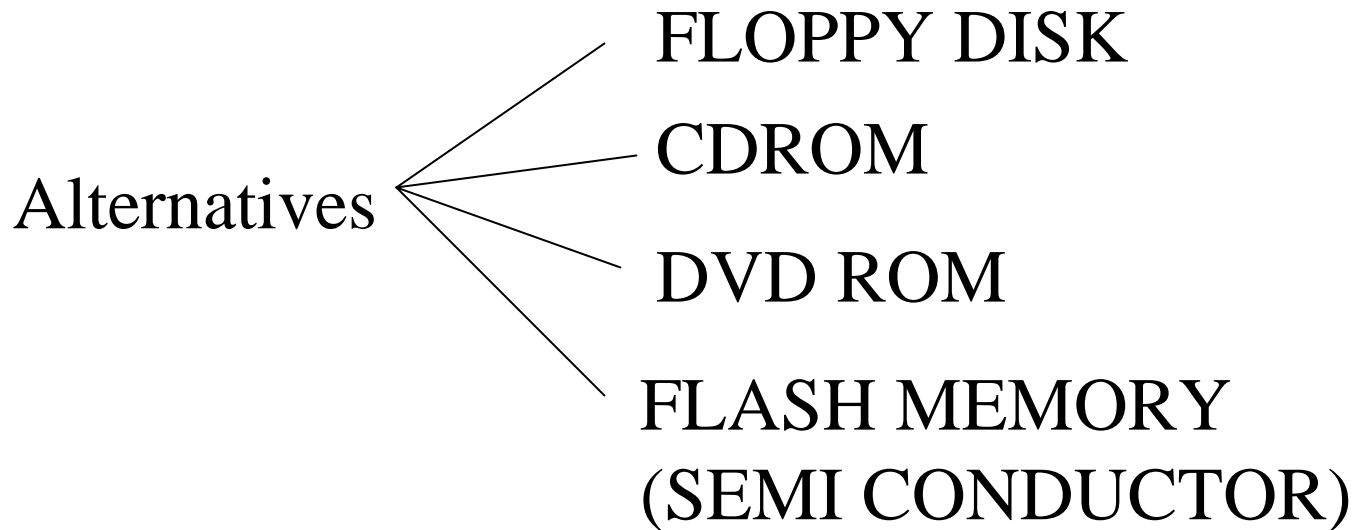 FLOPPY DISK
CDROM
Alternatives
DVD ROM
FLASH MEMORY
(SEMI CONDUCTOR)